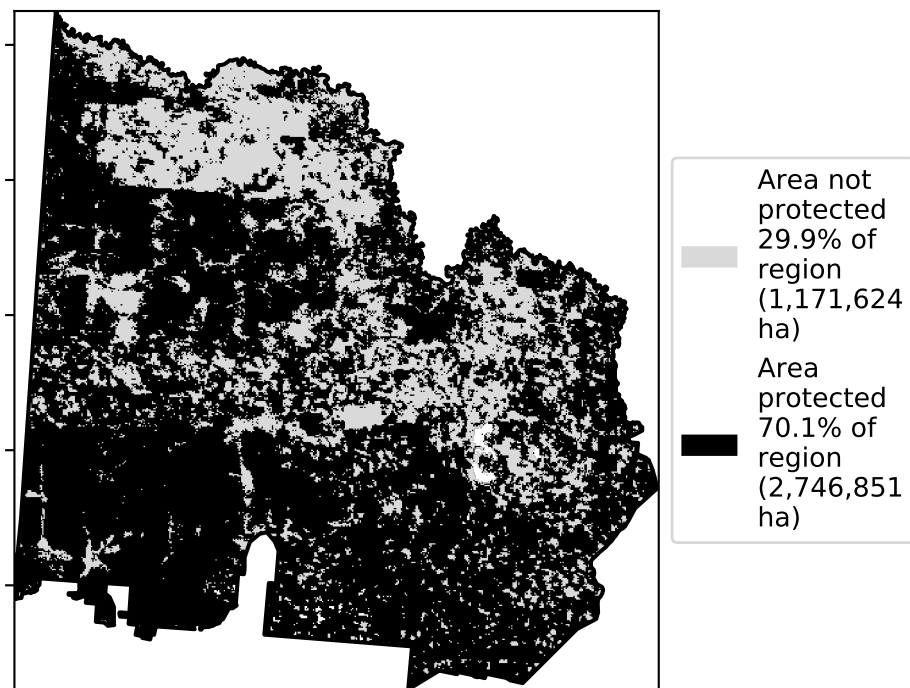 Area not
protected
29.9% of
region
(1,171,624
ha)
Area
protected
70.1% of
region
(2,746,851
ha)